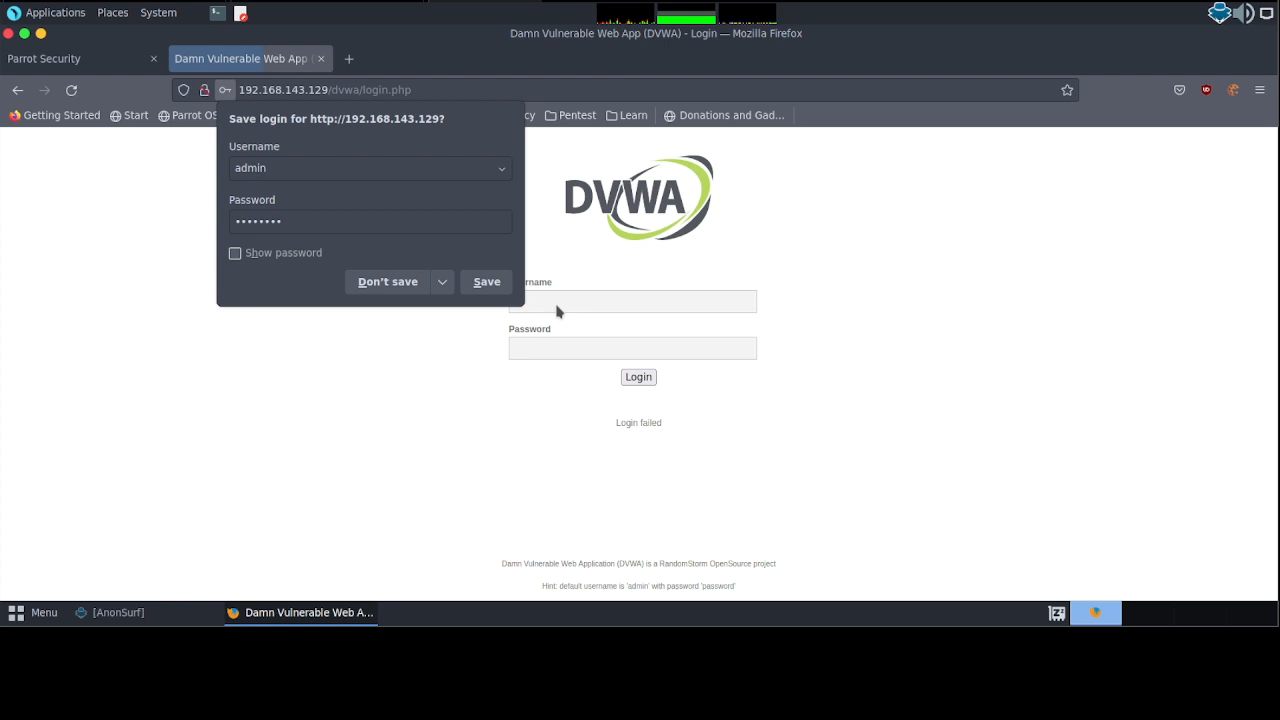 Applications Places System
Damn Vulnerable Web App (DVWA) - Login — Mozilla Firefox
Parrot Security
Damn Vulnerable Web App (
192.168.143.129/dvwa/login.php
Getting Started Start Parrot OS cy Pentest Learn Donations and Gad...
Save login for http://192.168.143.129?
Username
admin
Password
••••••••
Show password
Don't save Save
DVWA
rname
Password
Login
Login failed
Damn Vulnerable Web Application (DVWA) is a RandomStorm OpenSource project
Hint: default username is 'admin' with password 'password'
Menu [AnonSurf] Damn Vulnerable Web A...